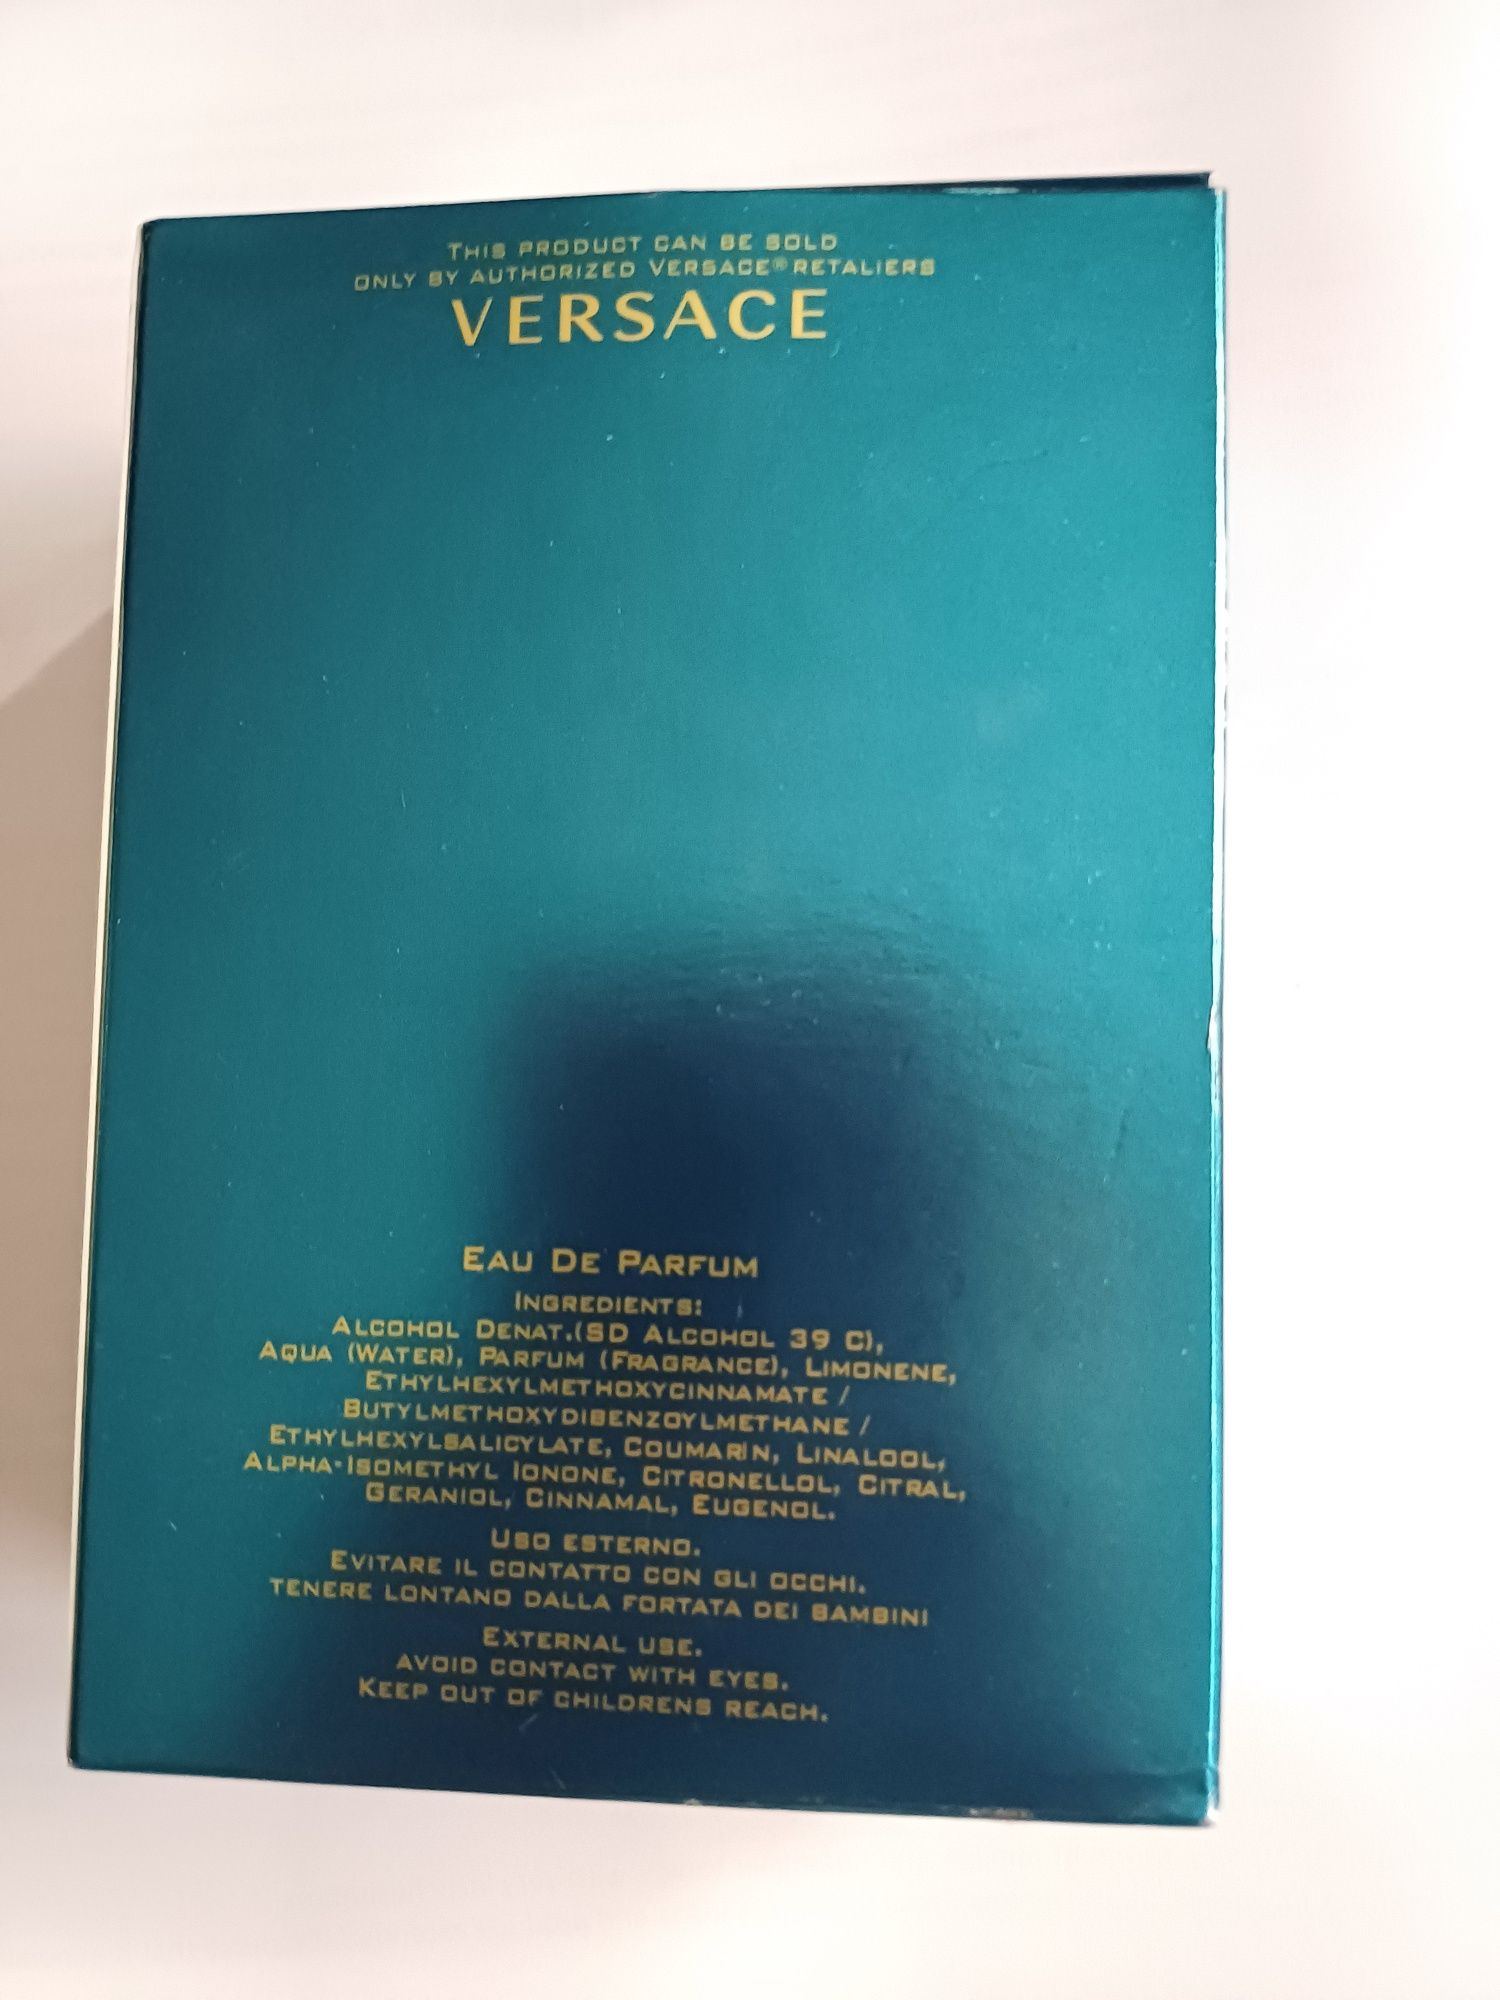 THIS PRODUCT CAN BE SOLD
ONLY BY AUTHORIZED VERSACE® RETALIERS
VERSACE
EAU DE PARFUM
INGREDIENTS:
ALCOHOL DENAT.(SD ALCOHOL 39 C),
AQUA (WATER), PARFUM (FRAGRANCE), LIMONENE,
ETHYLHEXYLMETHOXYCINNAMATE /
BUTYLMETHOXYDIBENZOYLMETHANE /
ETHYLHEXYLSALICYLATE, COUMARIN, LINALOOL,
ALPHA-ISOMETHYL IONONE, CITRONELLOL, CITRAL,
GERANIOL, CINNAMAL, EUGENOL.
USO ESTERNO.
EVITARE IL CONTATTO CON GLI OCCHI.
TENERE LONTANO DALLA FORTATA DEI BAMBINI
EXTERNAL USE.
AVOID CONTACT WITH EYES.
KEEP OUT OF CHILDRENS REACH.